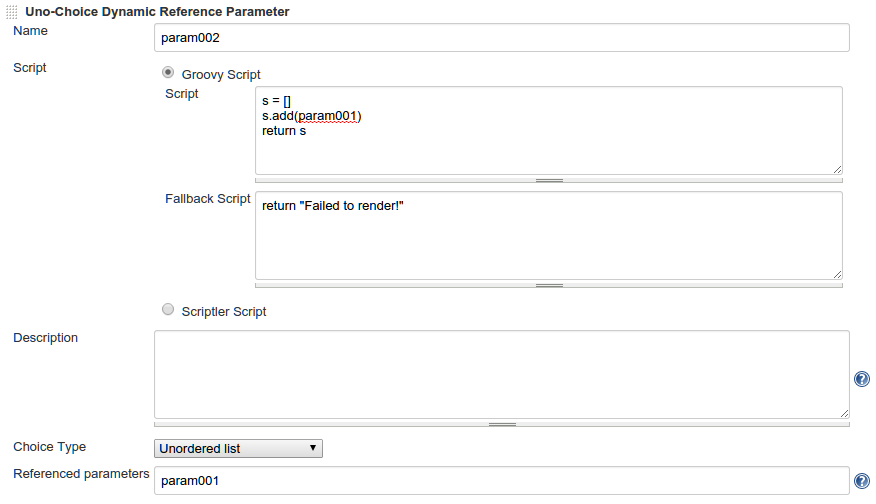 Uno-Choice Dynamic Reference Parameter
Name
param002
Script
Groovy Script
Script
s = []
s.add(param001)
return s
Fallback Script
return "Failed to render!"
Scriptler Script
Description
?
Choice Type
Unordered list
Referenced parameters
param001
?